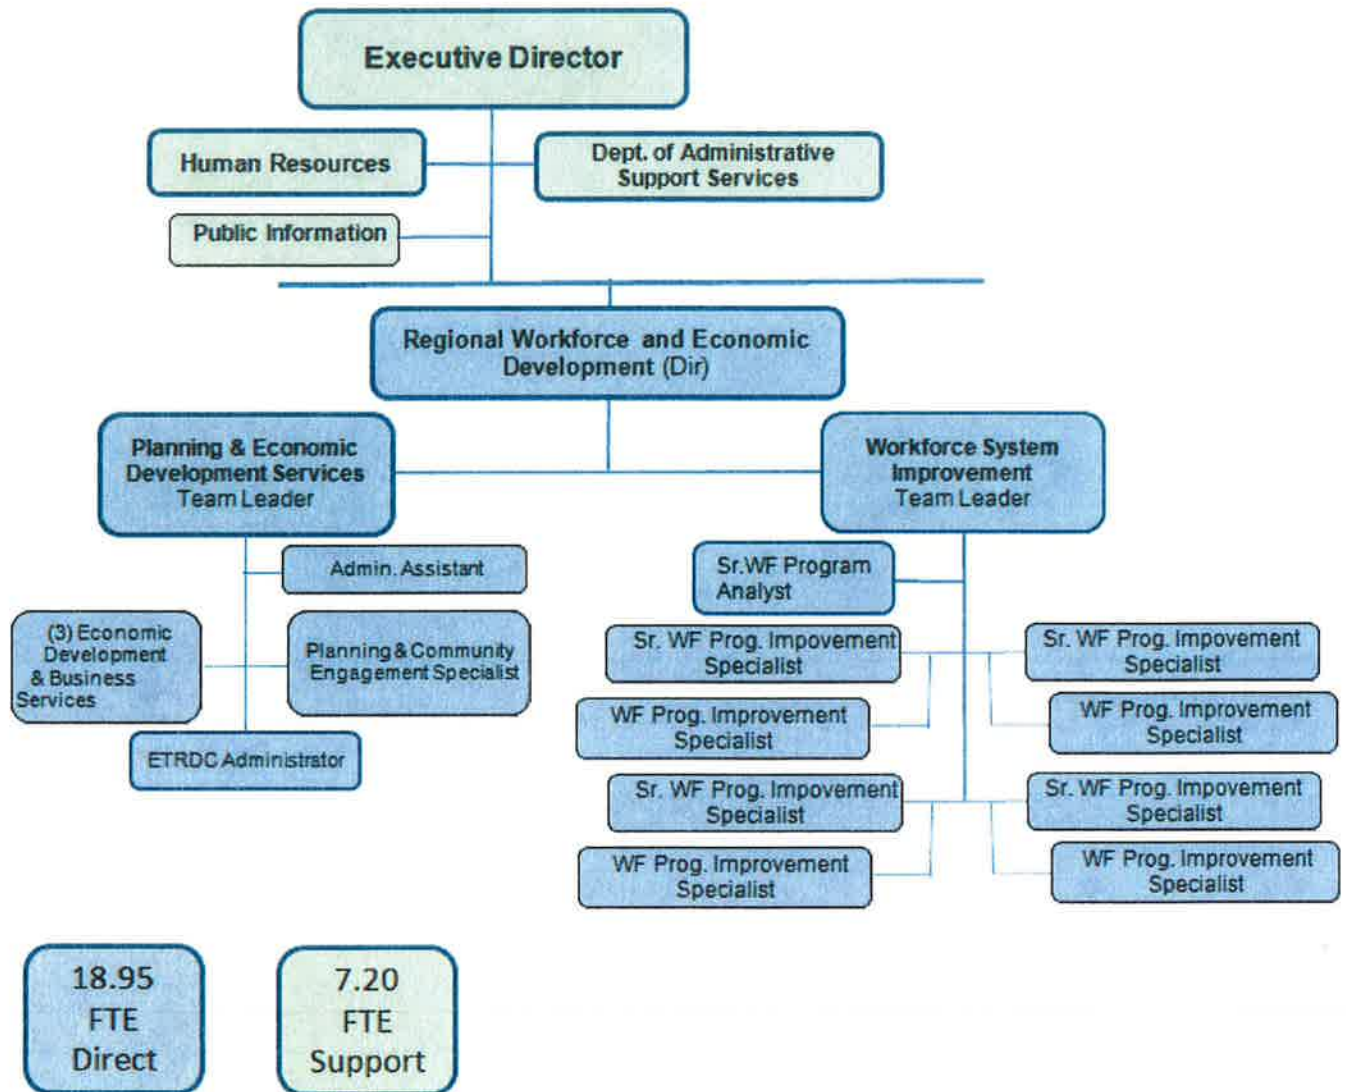 Executive Director
Human Resources
Dept. of Administrative
Support Services
Public Information
Regional Workforce and Economic
Development (Dir)
Planning & Economic
Development Services
Team Leader
Workforce System
Improvement
Team Leader
Admin. Assistant
(3) Economic
Development
& Business
Services
Planning & Community
Engagement Specialist
ETRDC Administrator
Sr.WF Program
Analyst
Sr. WF Prog. Impovement
Specialist
Sr. WF Prog. Impovement
Specialist
WF Prog. Improvement
Specialist
WF Prog. Improvement
Specialist
Sr. WF Prog. Impovement
Specialist
Sr. WF Prog. Impovement
Specialist
WF Prog. Improvement
Specialist
WF Prog. Improvement
Specialist
18.95
FTE
Direct
7.20
FTE
Support